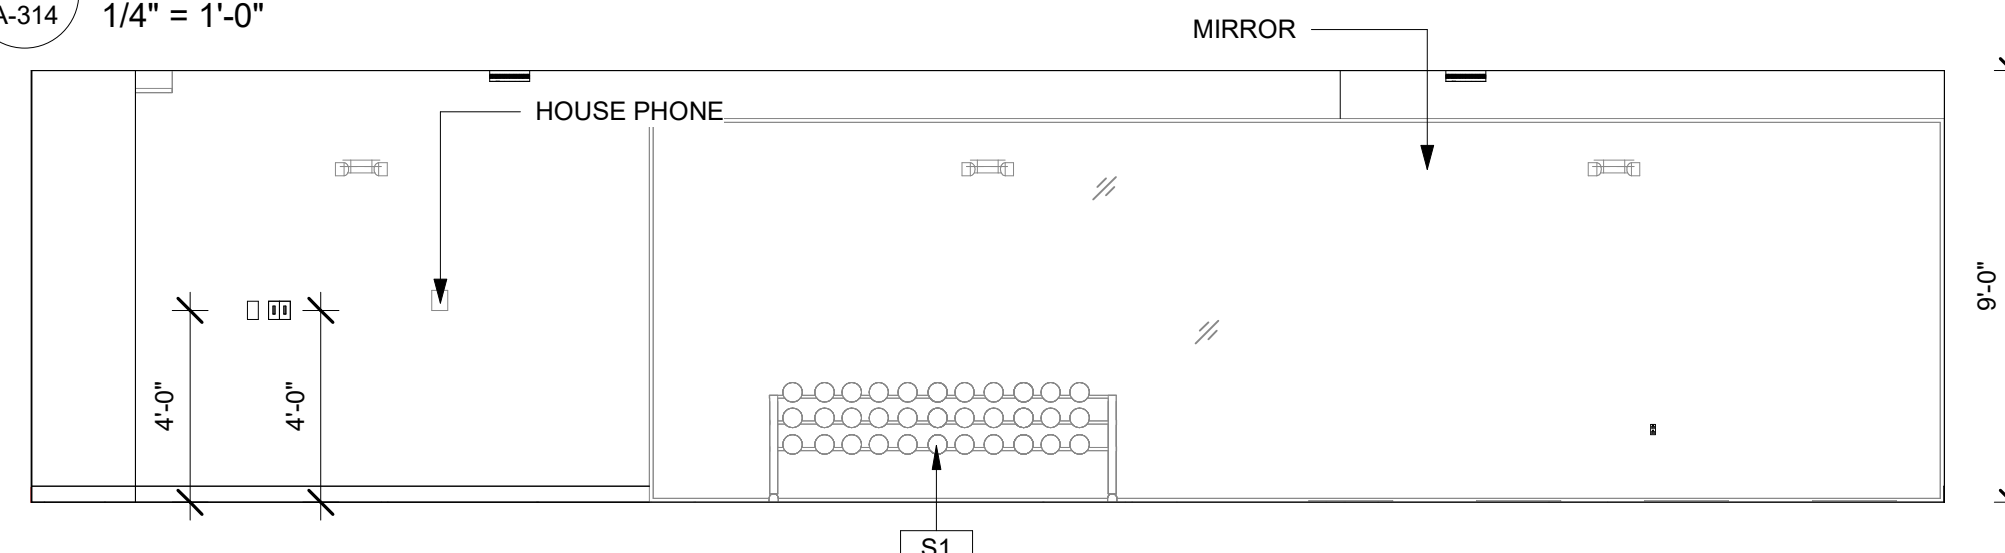 A-314
1/4" = 1'-0"
MIRROR
HOUSE PHONE
9'-0"
4'-0"
4'-0"
S1